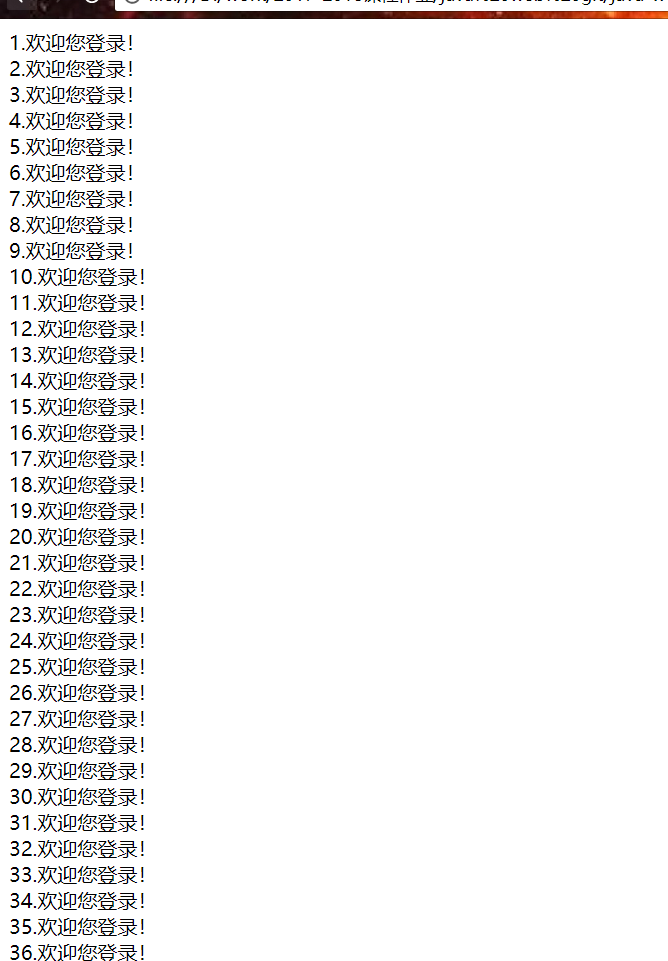 1.欢迎您登录!
2.欢迎您登录!
3.欢迎您登录!
4.欢迎您登录!
5.欢迎您登录!
6.欢迎您登录!
7.欢迎您登录!
8.欢迎您登录!
9.欢迎您登录!
10.欢迎您登录!
11.欢迎您登录!
12.欢迎您登录!
13.欢迎您登录!
14.欢迎您登录!
15.欢迎您登录!
16.欢迎您登录!
17.欢迎您登录!
18.欢迎您登录!
19.欢迎您登录!
20.欢迎您登录!
21.欢迎您登录!
22.欢迎您登录!
23.欢迎您登录!
24.欢迎您登录!
25.欢迎您登录!
26.欢迎您登录!
27.欢迎您登录!
28.欢迎您登录!
29.欢迎您登录!
30.欢迎您登录!
31.欢迎您登录!
32.欢迎您登录!
33.欢迎您登录!
34.欢迎您登录!
35.欢迎您登录!
36.欢迎您登录!